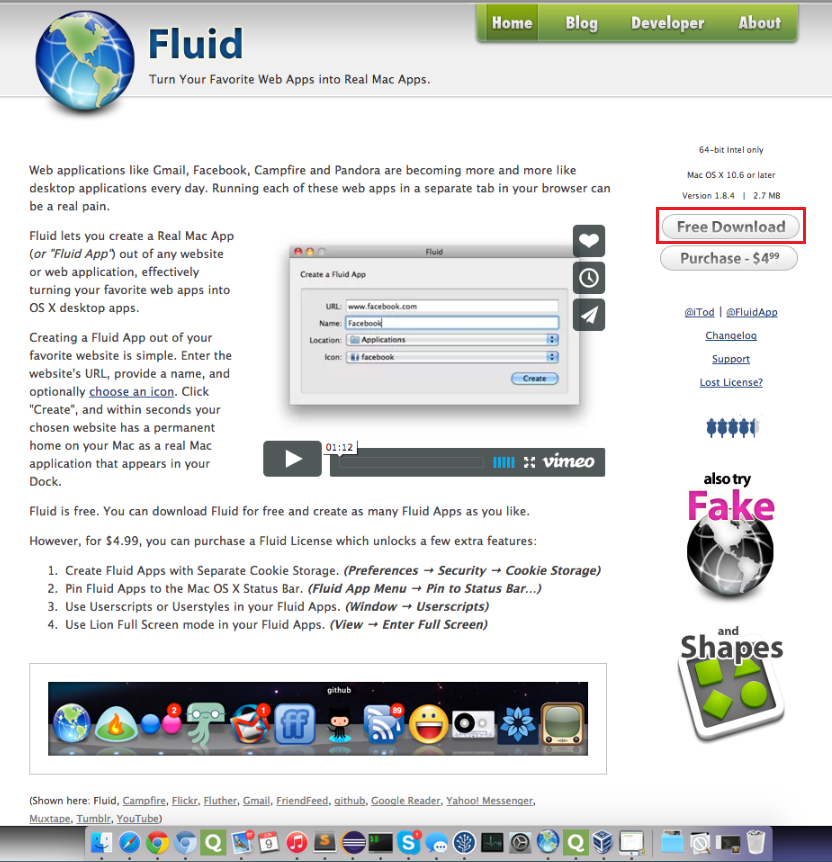 Home Blog Developer About
Fluid
Turn Your Favorite Web Apps into Real Mac Apps.
64-bit Intel only
Mac OS X 10.6 or later
Version 1.8.4 | 2.7 MB
Free Download
Purchase - $4.99
@iTod | @FluidApp
Changelog
Support
Lost License?
also try
Fake
and
Shapes
Web applications like Gmail, Facebook, Campfire and Pandora are becoming more and more like
desktop applications every day. Running each of these web apps in a separate tab in your browser can
be a real pain.
Fluid lets you create a Real Mac App
(or "Fluid App") out of any website
or web application, effectively
turning your favorite web apps into
OS X desktop apps.
Creating a Fluid App out of your
favorite website is simple. Enter the
website's URL, provide a name, and
optionally choose an icon. Click
"Create", and within seconds your
chosen website has a permanent
home on your Mac as a real Mac
application that appears in your
Dock.
Fluid
Create a Fluid App
URL: www.facebook.com
Name: Facebook
Location: Applications
Icon: facebook
Create
01:12
vimeo
Fluid is free. You can download Fluid for free and create as many Fluid Apps as you like.
However, for $4.99, you can purchase a Fluid License which unlocks a few extra features:
1. Create Fluid Apps with Separate Cookie Storage. (Preferences → Security → Cookie Storage)
2. Pin Fluid Apps to the Mac OS X Status Bar. (Fluid App Menu → Pin to Status Bar...)
3. Use Userscripts or Userstyles in your Fluid Apps. (Window → Userscripts)
4. Use Lion Full Screen mode in your Fluid Apps. (View → Enter Full Screen)
github
2 1 ff 89
(Shown here: Fluid, Campfire, Flickr, Fluther, Gmail, FriendFeed, github, Google Reader, Yahoo! Messenger,
Muxtape, Tumblr, YouTube)
Q 9 S S Q